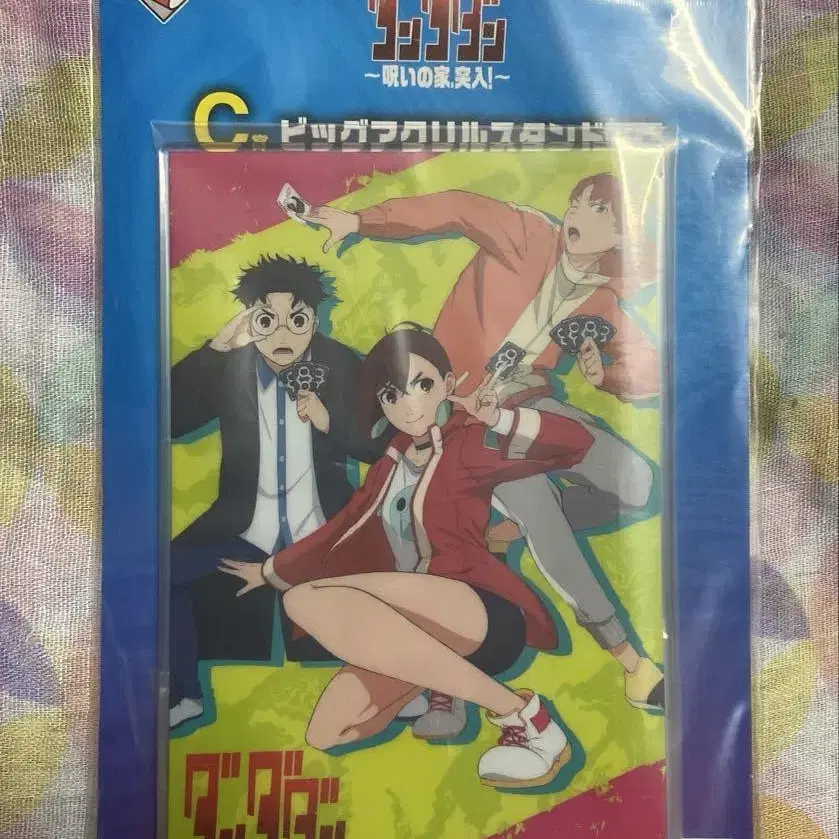 ダンダダン
〜呪いの家、突入!〜
C賞 ビッグアクリルスタンド
ダンダダン